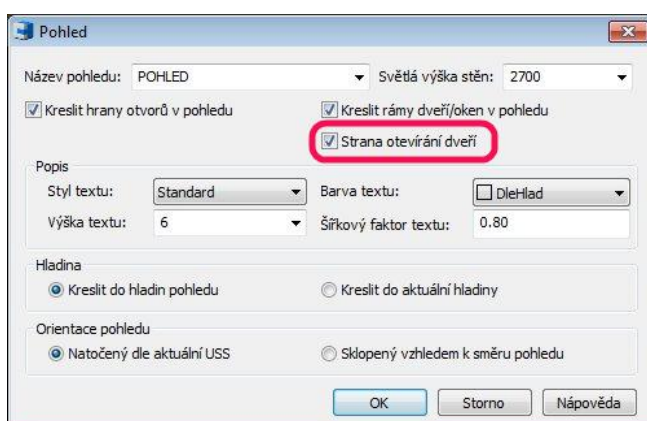 Pohled
Název pohledu: POHLED Světlá výška stěn: 2700
Kreslit hrany otvorů v pohledu Kreslit rámy dveří/oken v pohledu
Strana otevírání dveří
Popis
Styl textu: Standard Barva textu: DleHlad
Výška textu: 6 Šířkový faktor textu: 0.80
Hladina
Kreslit do hladin pohledu Kreslit do aktuální hladiny
Orientace pohledu
Natočený dle aktuální USS Sklopený vzhledem k směru pohledu
OK Storno Nápověda